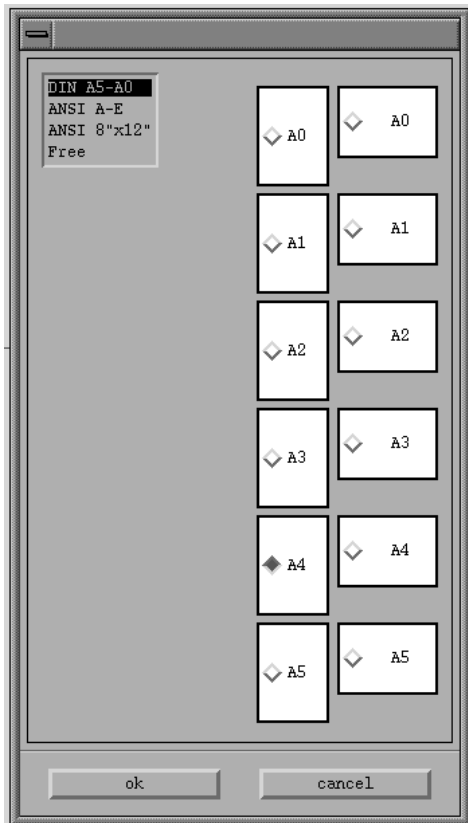 DIN A5-A0
ANSI A-E
ANSI 8"x12"
Free
A0
A0
A1
A1
A2
A2
A3
A3
A4
A4
A5
A5
ok
cancel